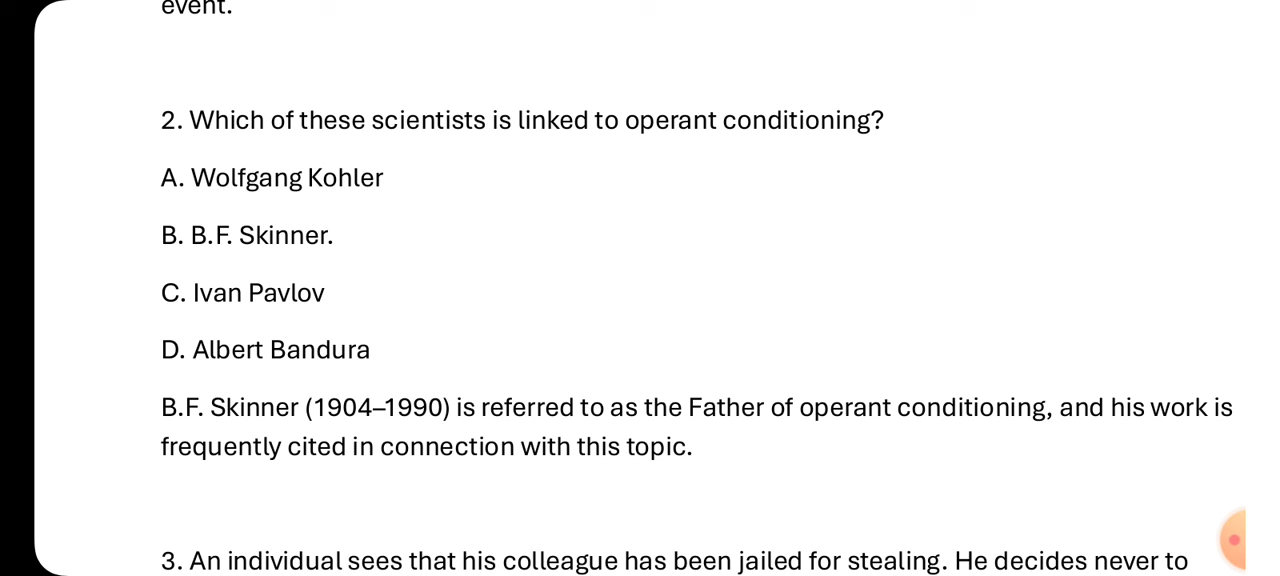 event.
2. Which of these scientists is linked to operant conditioning?
A. Wolfgang Kohler
B. B.F. Skinner.
C. Ivan Pavlov
D. Albert Bandura
B.F. Skinner (1904–1990) is referred to as the Father of operant conditioning, and his work is
frequently cited in connection with this topic.
3. An individual sees that his colleague has been jailed for stealing. He decides never to